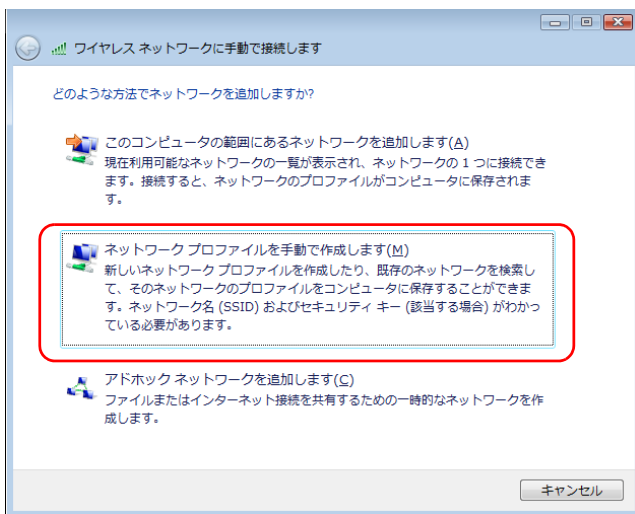 ワイヤレス ネットワークに手動で接続します
どのような方法でネットワークを追加しますか?
このコンピュータの範囲にあるネットワークを追加します(A)
現在利用可能なネットワークの一覧が表示され、ネットワークの 1 つに接続でき
ます。接続すると、ネットワークのプロファイルがコンピュータに保存されま
す。
ネットワーク プロファイルを手動で作成します(M)
新しいネットワーク プロファイルを作成したり、既存のネットワークを検索し
て、そのネットワークのプロファイルをコンピュータに保存することができま
す。ネットワーク名 (SSID) およびセキュリティ キー (該当する場合) がわかっ
ている必要があります。
アドホック ネットワークを追加します(C)
ファイルまたはインターネット接続を共有するための一時的なネットワークを作
成します。
キャンセル